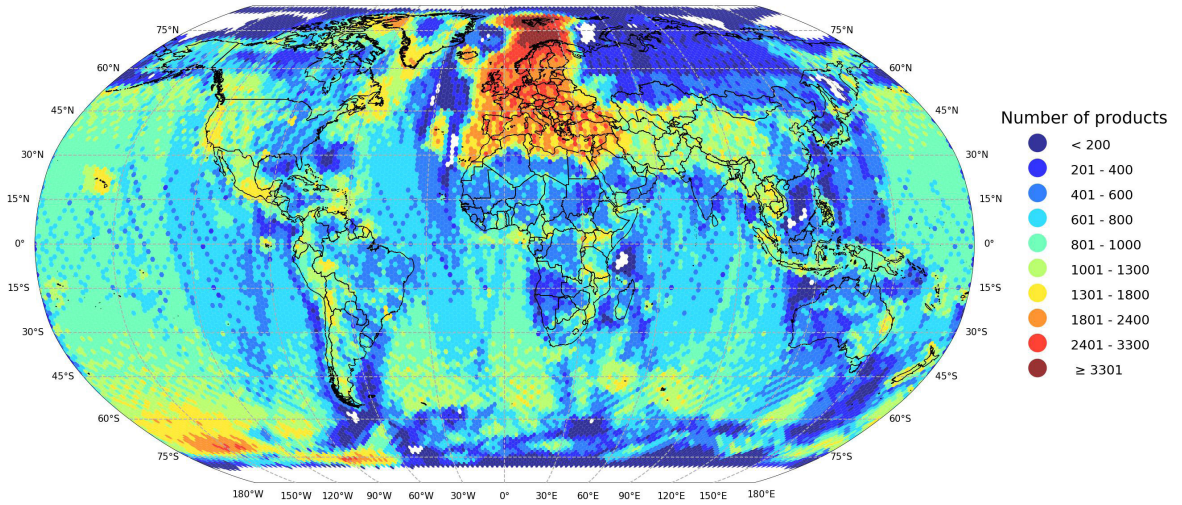 75°N 75°N
60°N 60°N
45°N 45°N
30°N 30°N
15°N 15°N
0° 0°
15°S 15°S
30°S 30°S
45°S 45°S
60°S 60°S
75°S 75°S
180°W 150°W 120°W 90°W 60°W 30°W 0° 30°E 60°E 90°E 120°E 150°E 180°E
Number of products
< 200
201 - 400
401 - 600
601 - 800
801 - 1000
1001 - 1300
1301 - 1800
1801 - 2400
2401 - 3300
≥ 3301